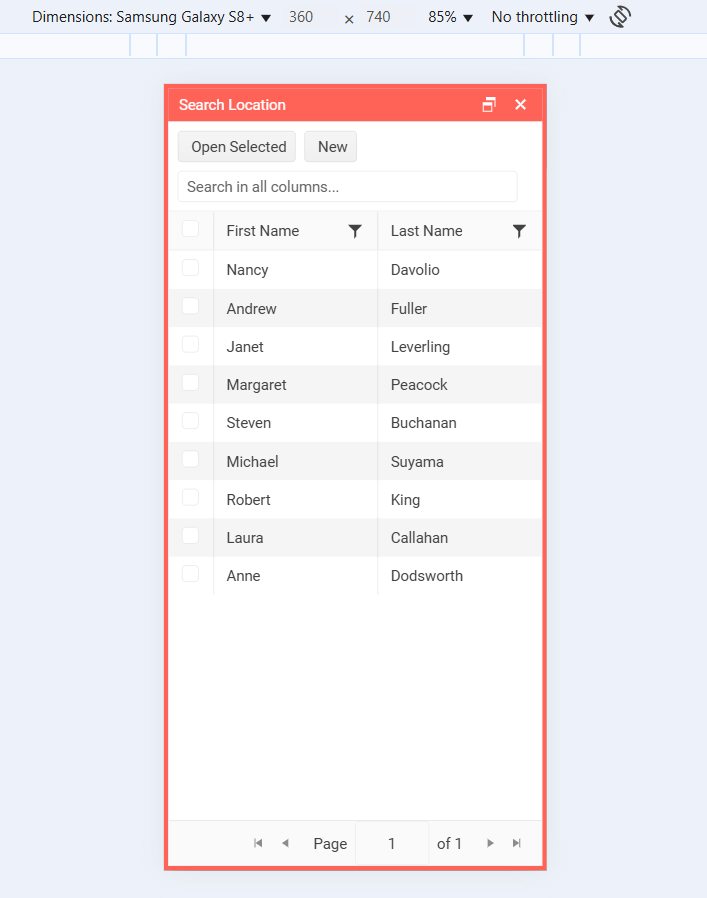 Dimensions: Samsung Galaxy S8+ 360 × 740 85% No throttling
Search Location
Open Selected New
Search in all columns...
First Name Last Name
Nancy Davolio
Andrew Fuller
Janet Leverling
Margaret Peacock
Steven Buchanan
Michael Suyama
Robert King
Laura Callahan
Anne Dodsworth
Page 1 of 1